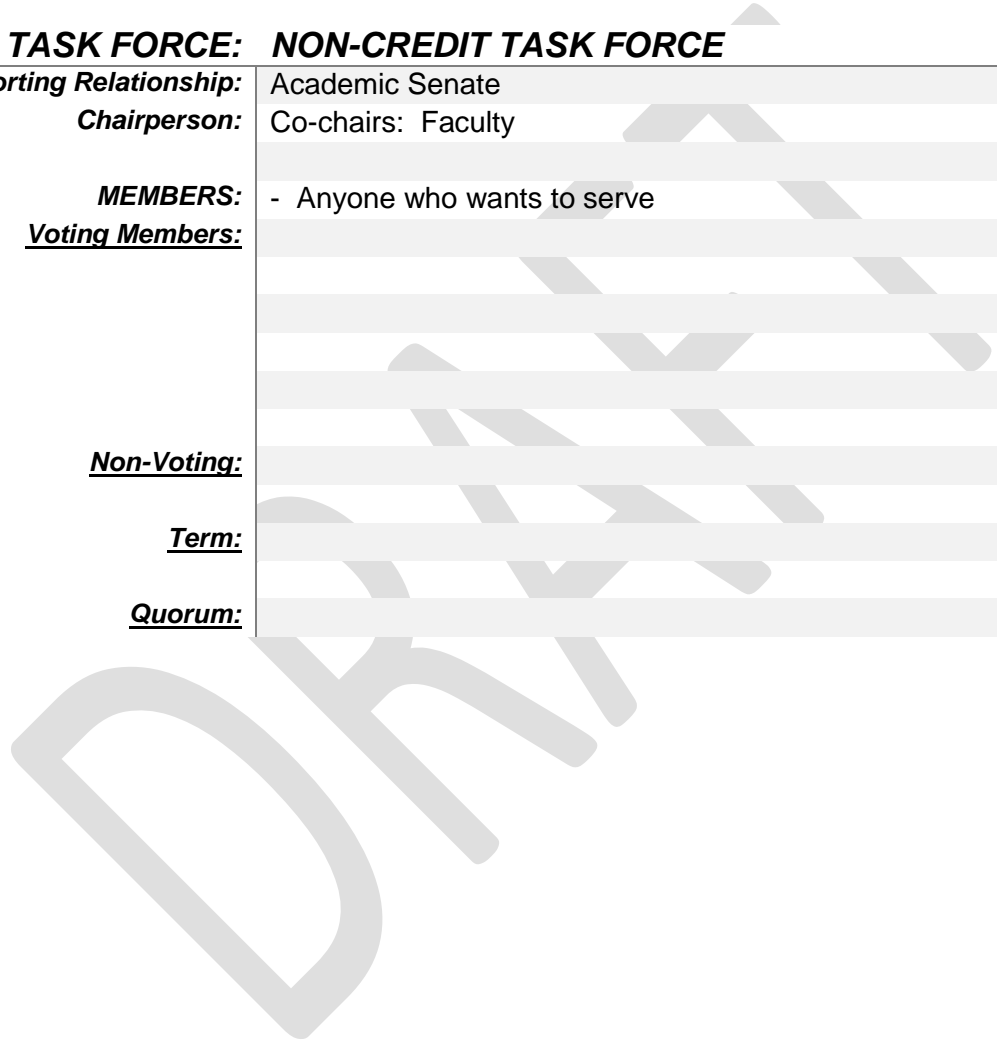 TASK FORCE: NON-CREDIT TASK FORCE
orting Relationship: Academic Senate
Chairperson: Co-chairs: Faculty
MEMBERS: - Anyone who wants to serve
Voting Members:
Non-Voting:
Term:
Quorum:
DRAFT